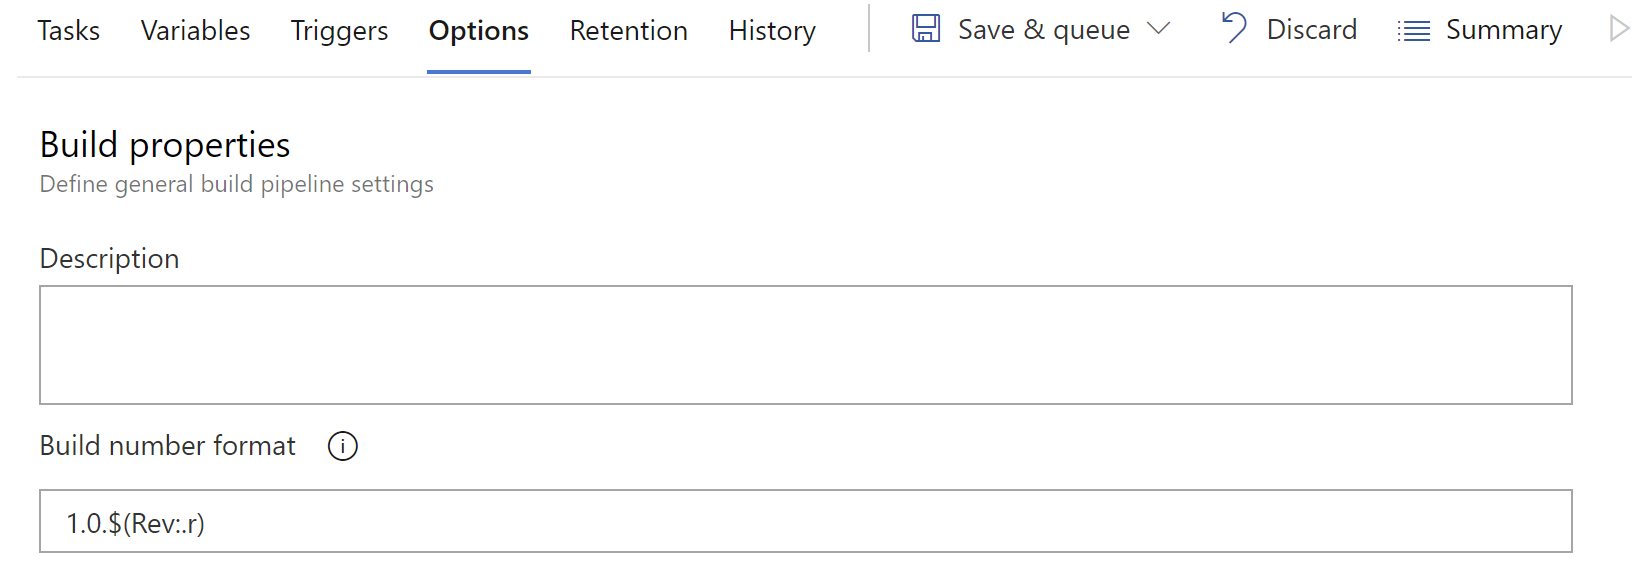 Tasks Variables Triggers Options Retention History Save & queue Discard Summary
Build properties
Define general build pipeline settings
Description
Build number format
1.0.$(Rev:.r)